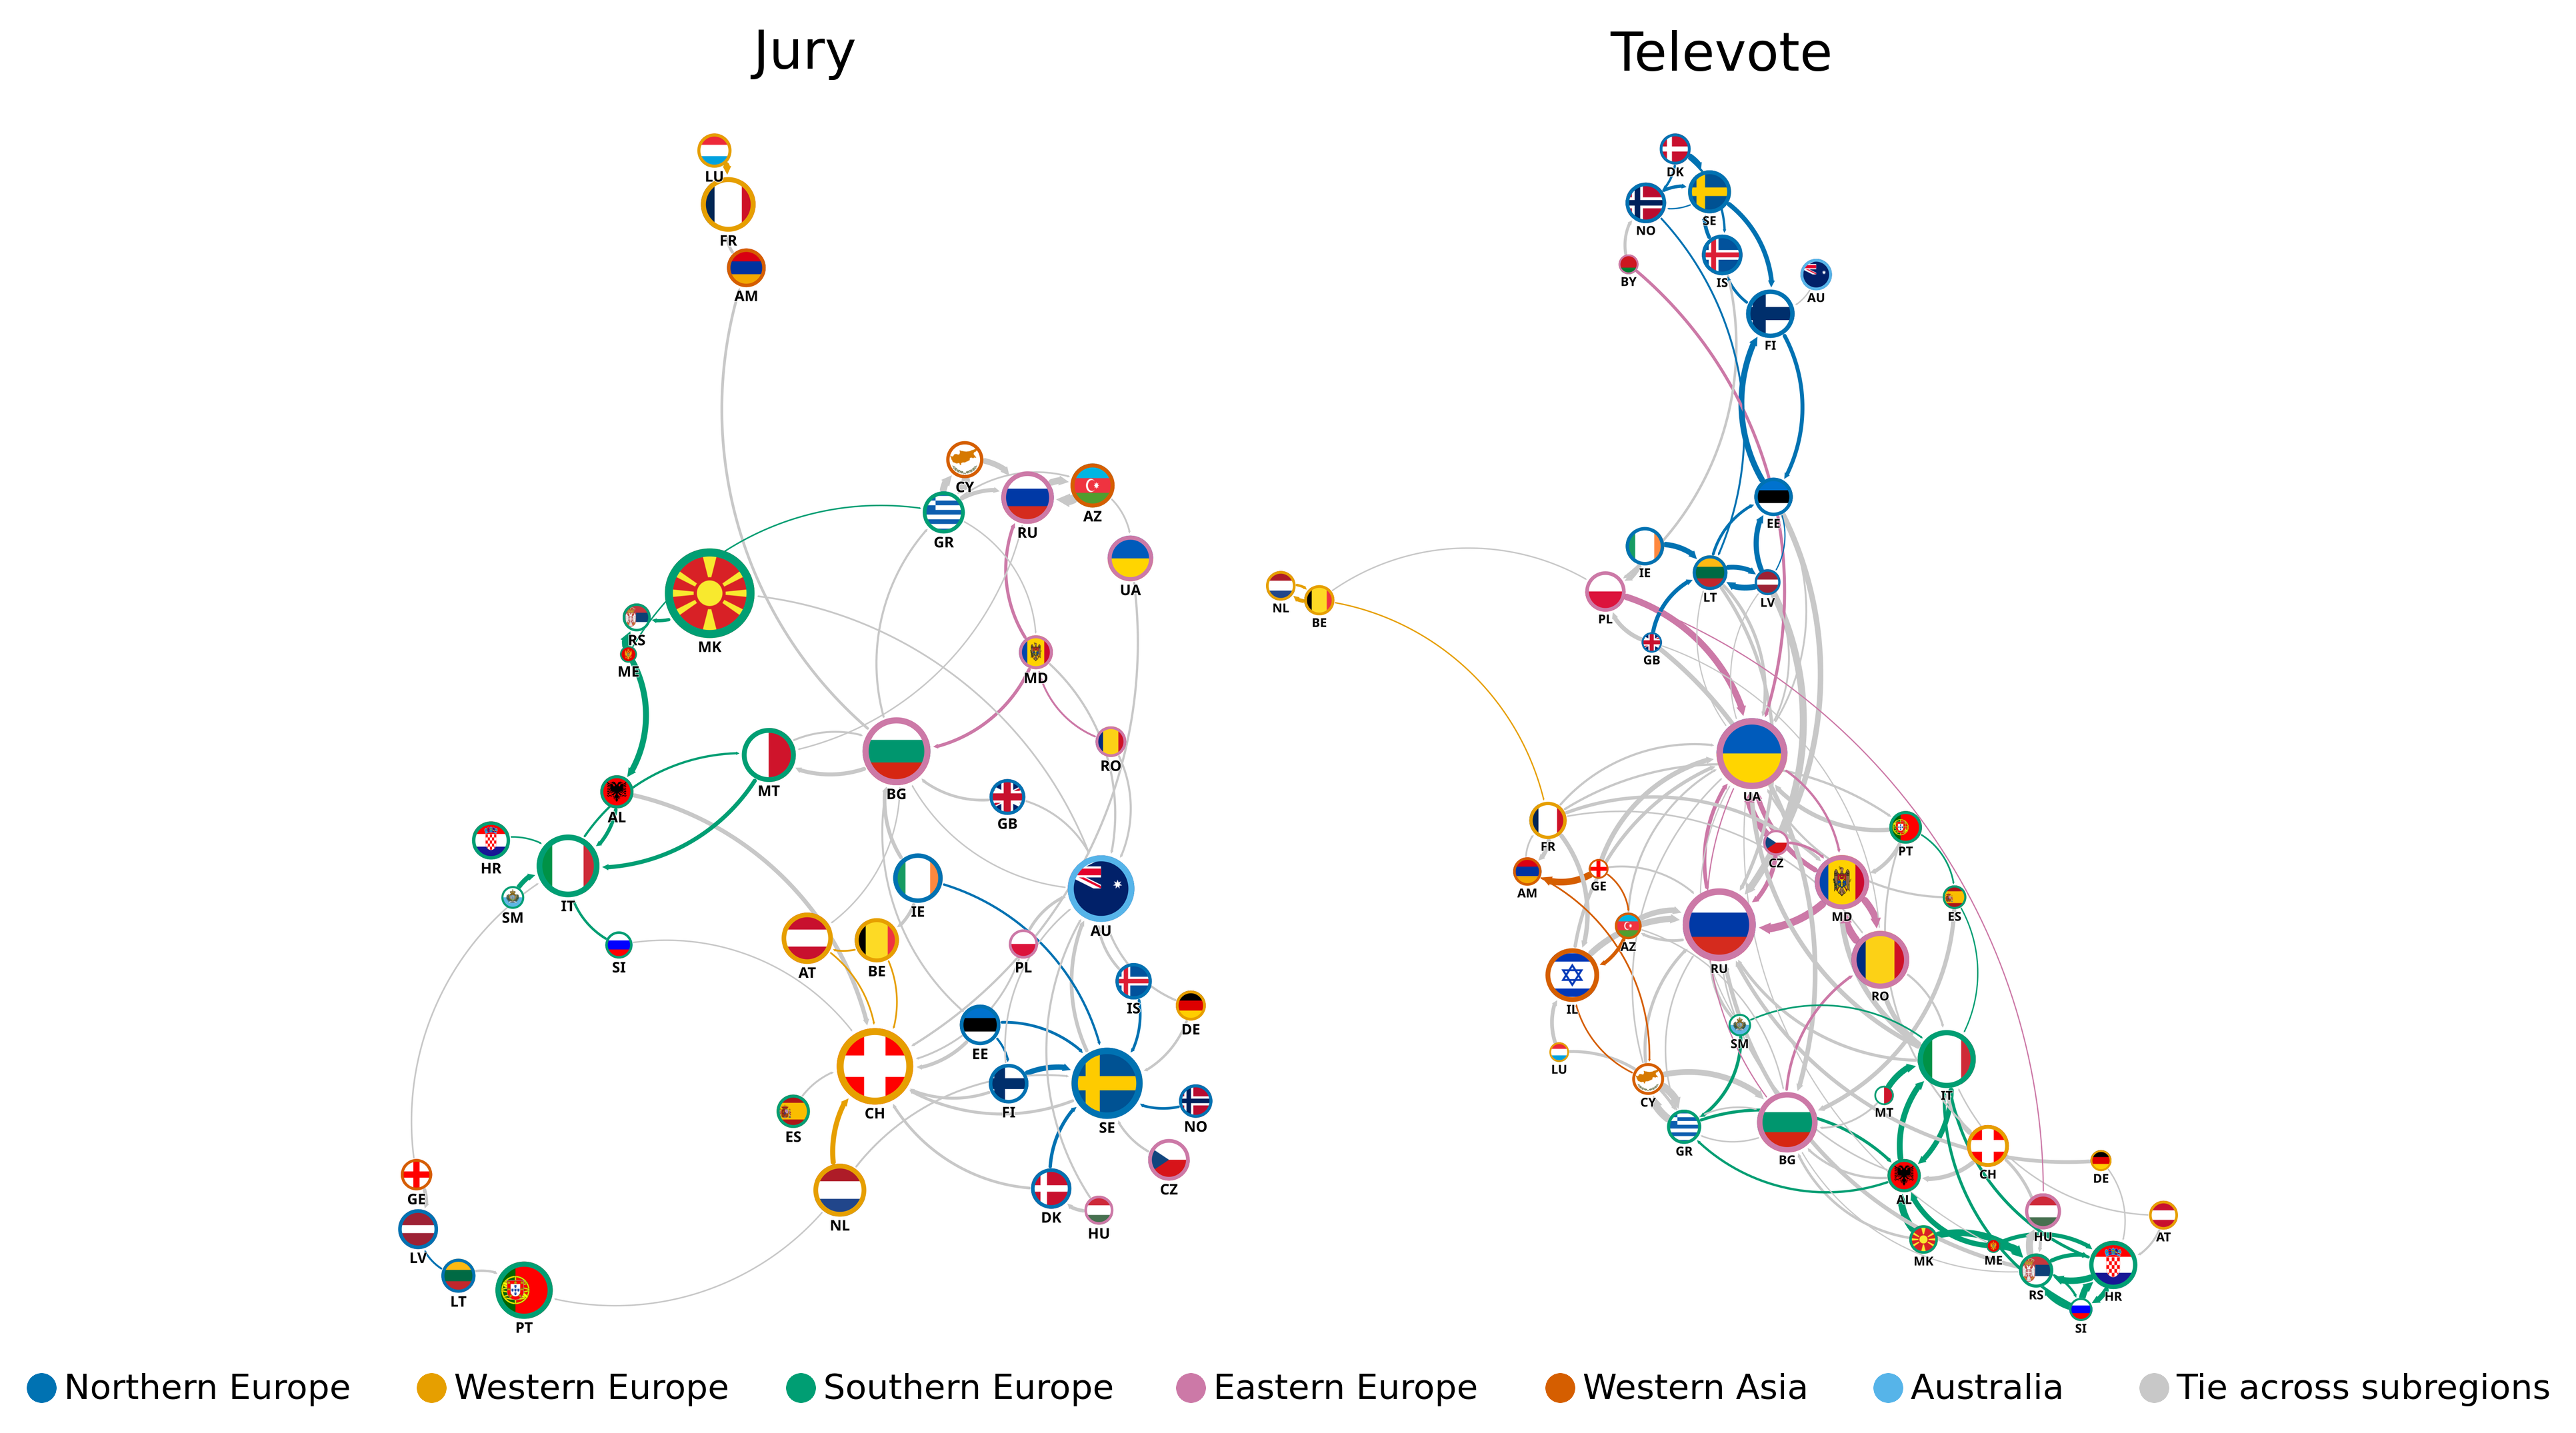 Jury
Televote
LU
FR
AM
CY
GR
RU
AZ
UA
MK
RS
ME
MD
RO
MT
BG
GB
AL
HR
IT
SM
SI
IE
AU
AT
BE
PL
IS
DE
EE
CH
FI
SE
NO
ES
CZ
NL
DK
HU
GE
LV
LT
PT
DK
SE
NO
IS
BY
AU
FI
EE
IE
LT
LV
PL
GB
NL
BE
UA
FR
CZ
PT
AM
GE
MD
ES
AZ
RU
RO
IL
SM
LU
CY
IT
MT
GR
BG
CH
DE
AL
HU
AT
MK
ME
RS
HR
SI
Northern Europe
Western Europe
Southern Europe
Eastern Europe
Western Asia
Australia
Tie across subregions